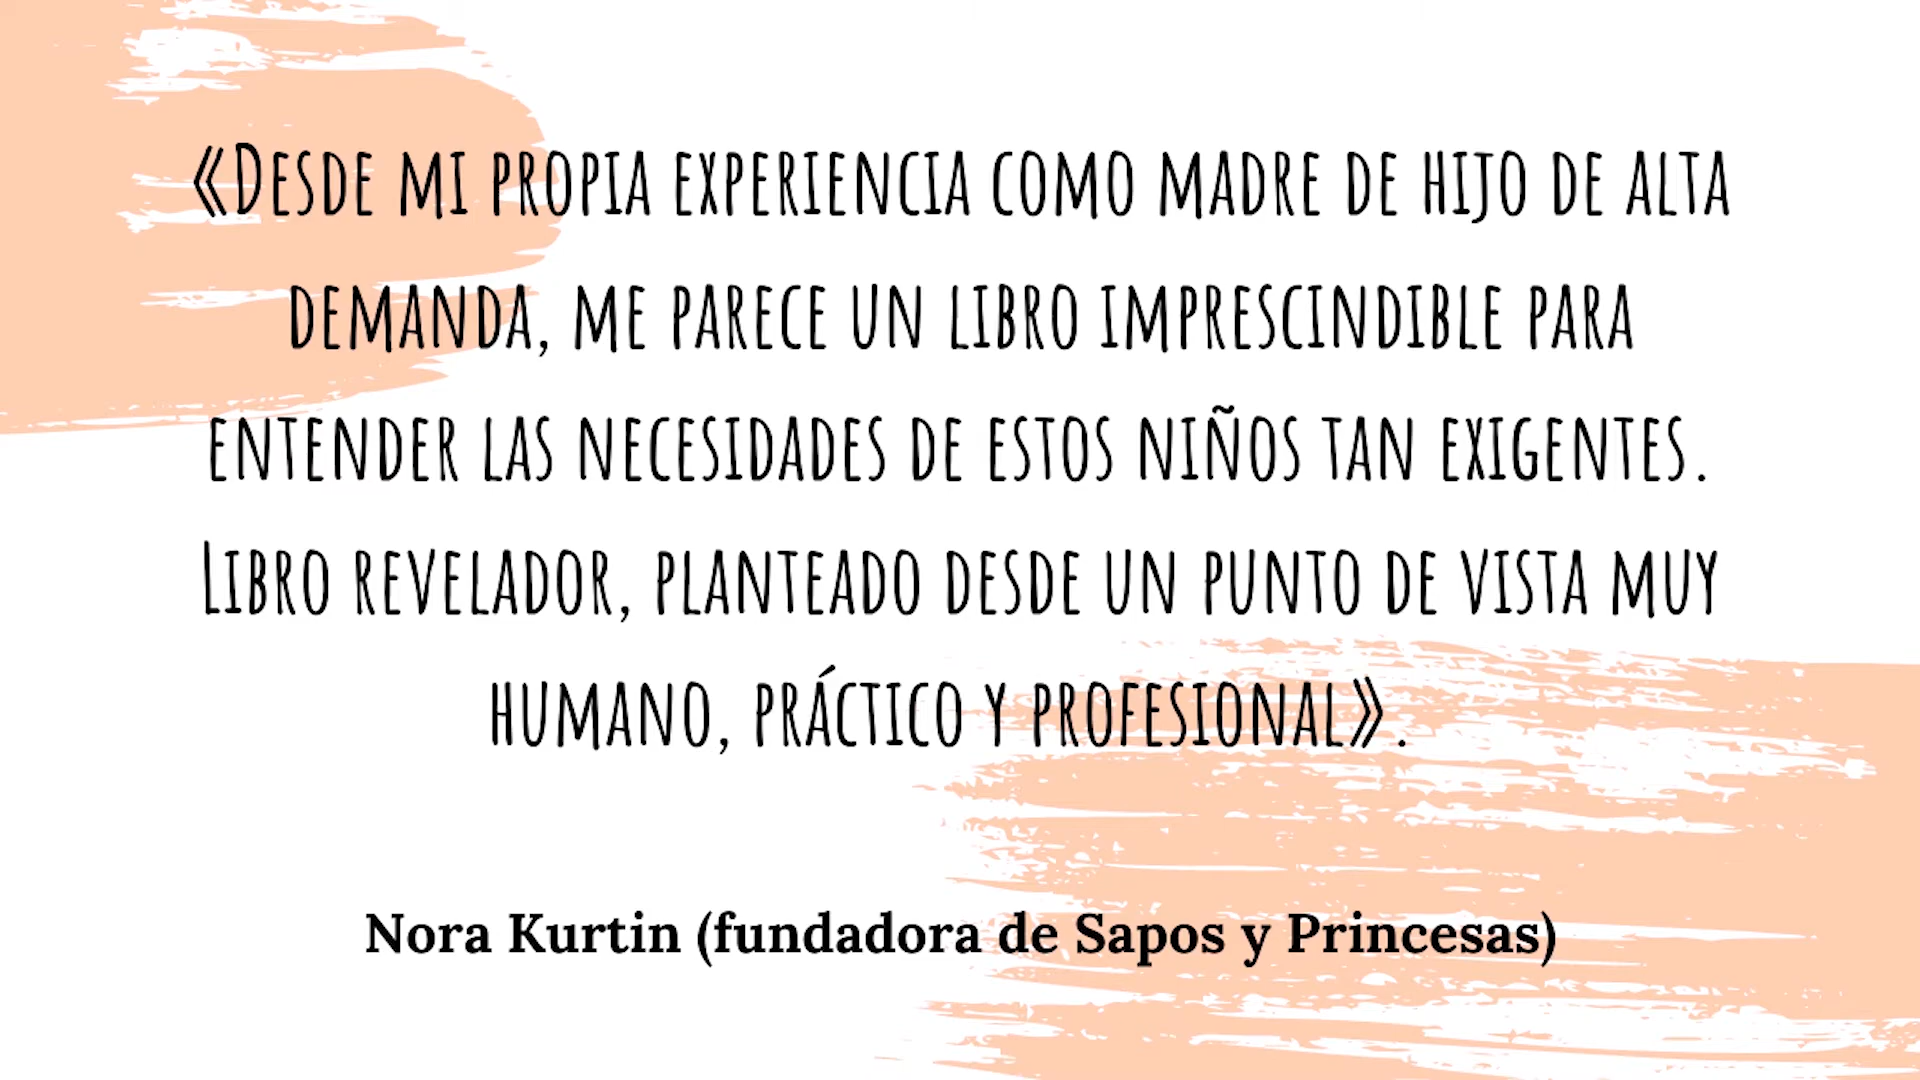 «Desde mi propia experiencia como madre de hijo de alta
demanda, me parece un libro imprescindible para
entender las necesidades de estos niños tan exigentes.
Libro revelador, planteado desde un punto de vista muy
humano, práctico y profesional».
Nora Kurtin (fundadora de Sapos y Princesas)